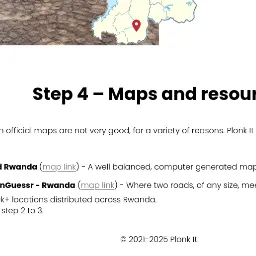 Step 4 – Maps and resour
official maps are not very good, for a variety of reasons. Plonk It
Rwanda (map link) - A well balanced, computer generated map
nGuessr - Rwanda (map link) - Where two roads, of any size, mee
k+ locations distributed across Rwanda.
step 2 to 3.
© 2021-2025 Plonk It.